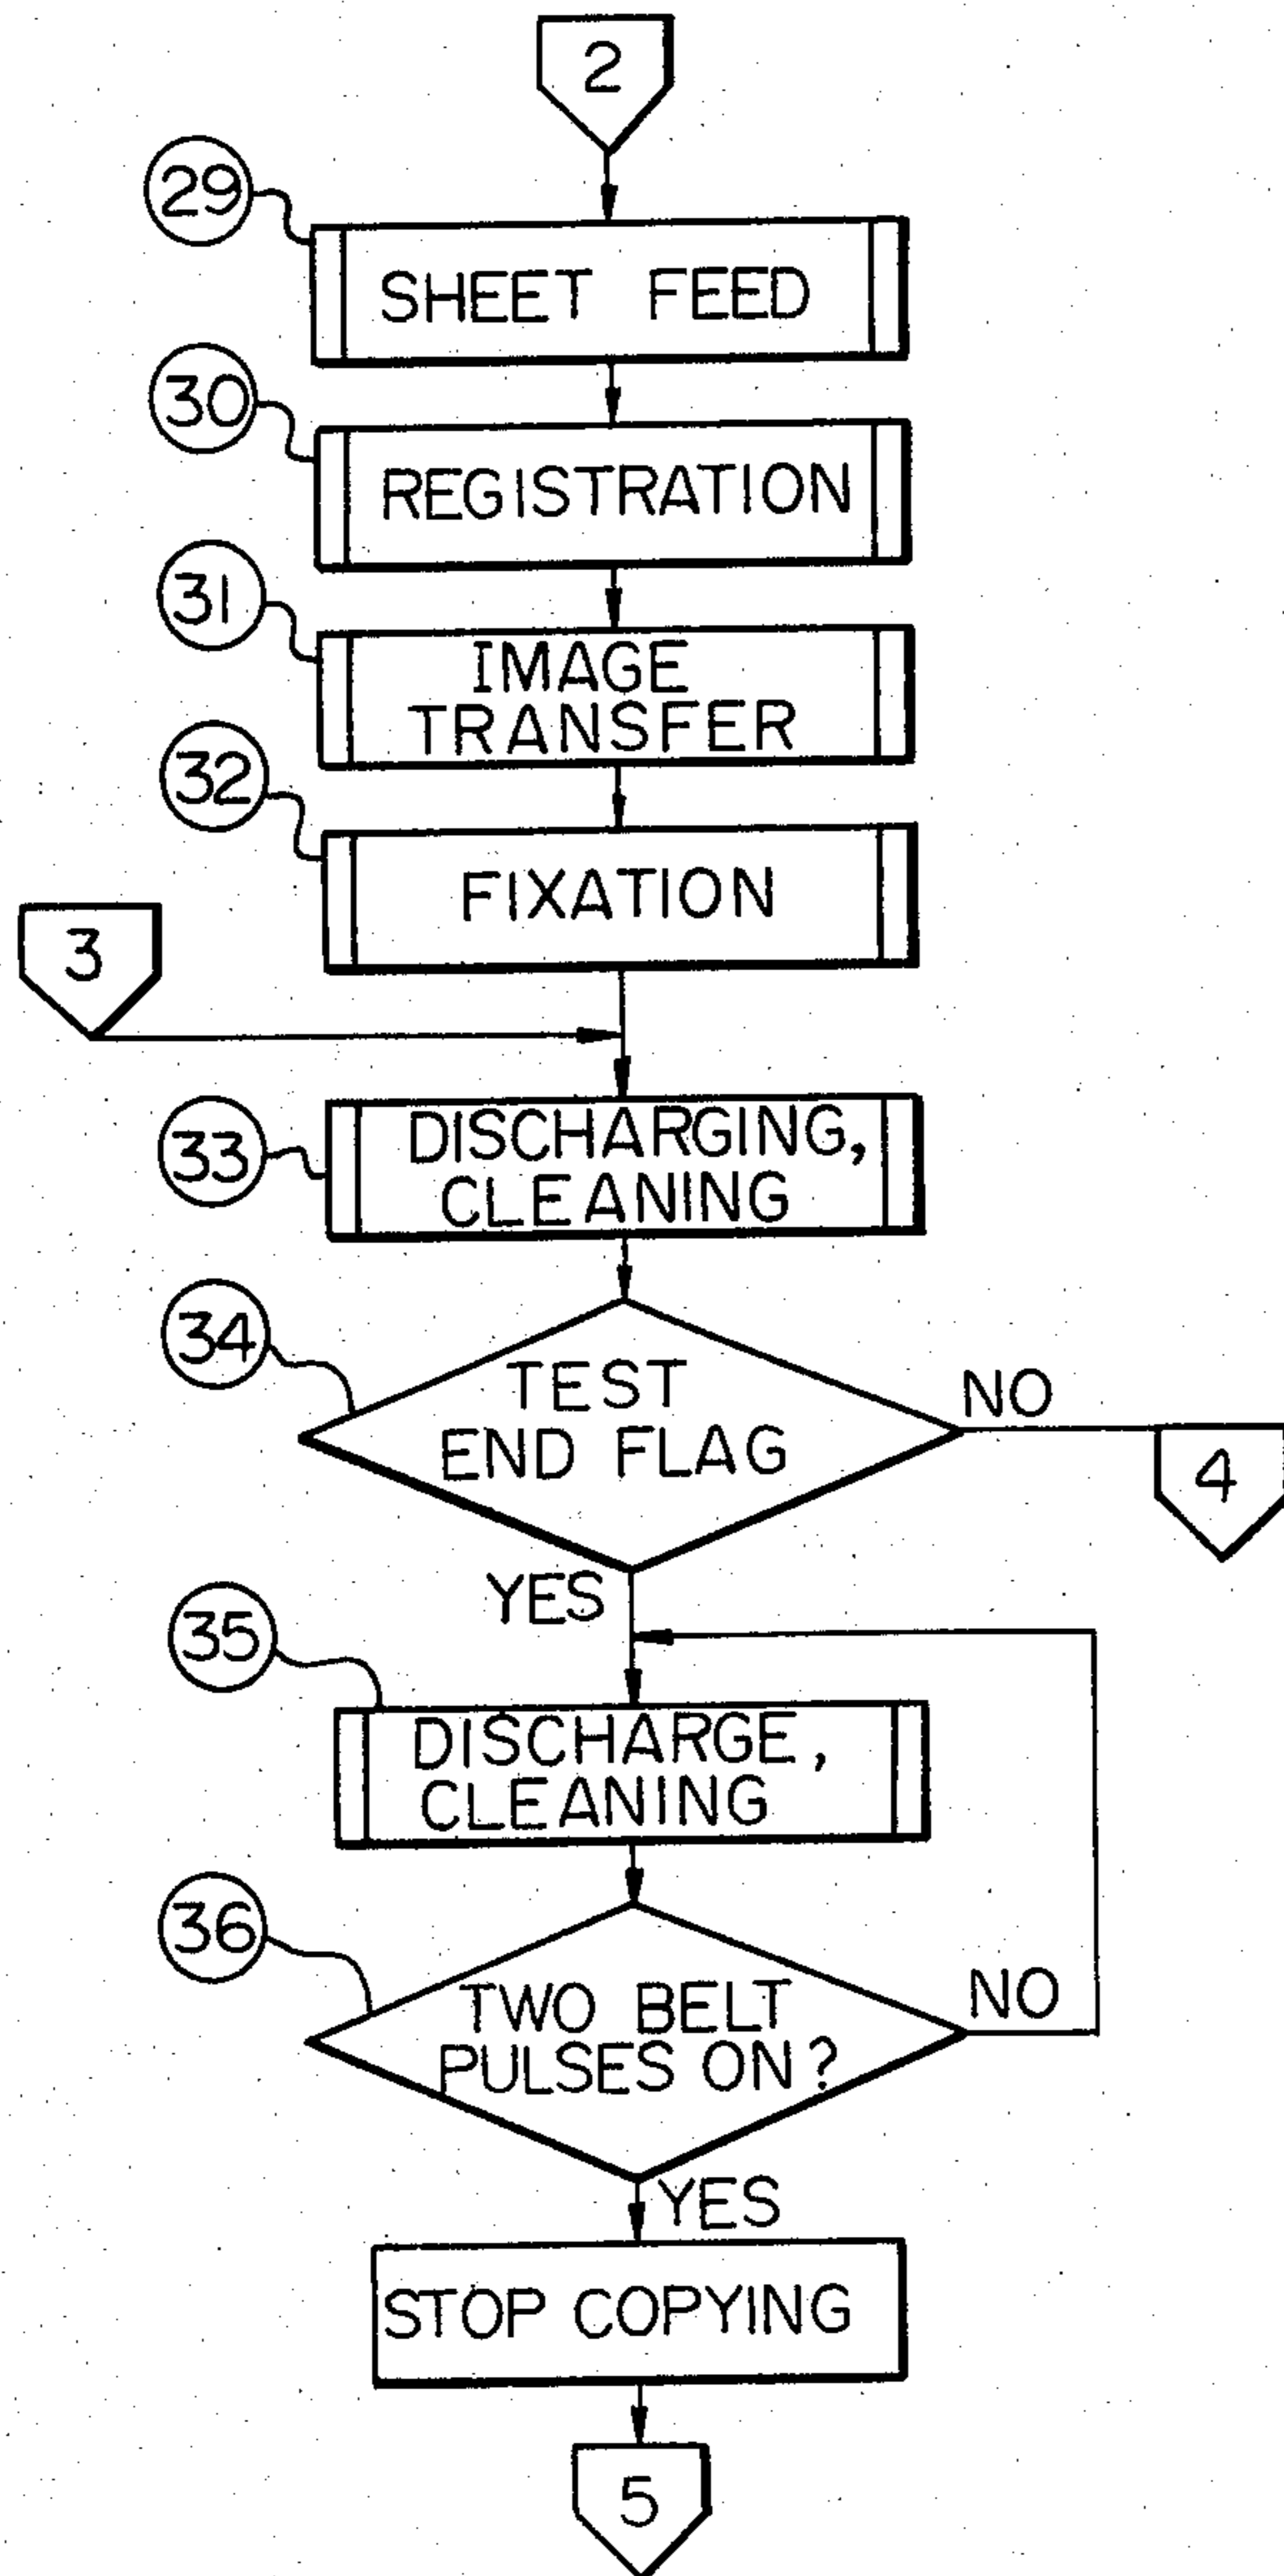 2
29
SHEET FEED
30
REGISTRATION
31
IMAGE
TRANSFER
32
FIXATION
3
33
DISCHARGING,
CLEANING
34
TEST
END FLAG
NO
4
YES
35
DISCHARGE,
CLEANING
36
TWO BELT
PULSES ON?
NO
YES
STOP COPYING
5